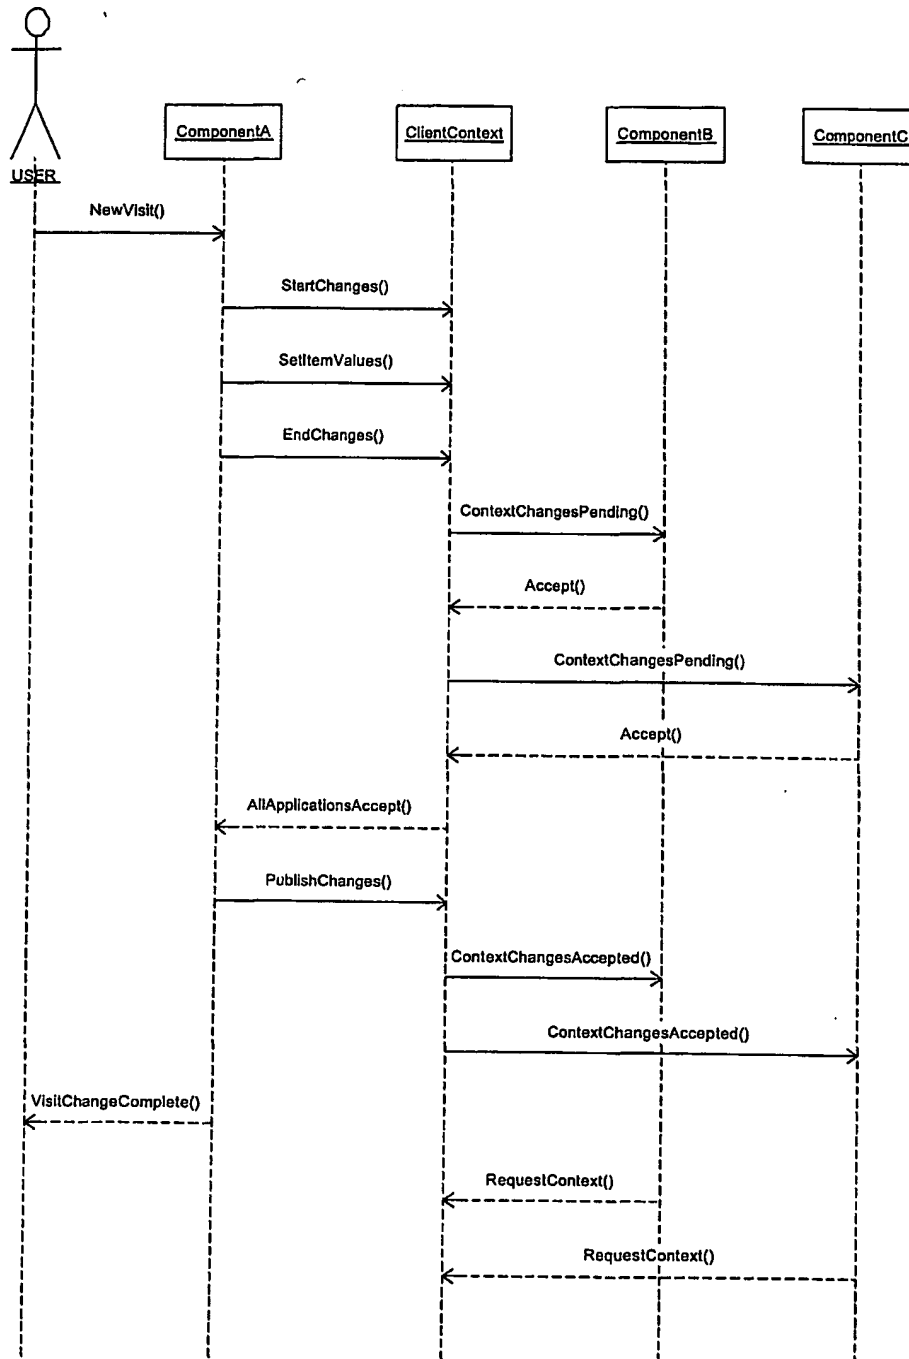 ComponentA
ClientContext
ComponentB
ComponentC
USER
NewVisit()
StartChanges()
SetItemValues()
EndChanges()
ContextChangesPending()
Accept()
ContextChangesPending()
Accept()
AllApplicationsAccept()
PublishChanges()
ContextChangesAccepted()
ContextChangesAccepted()
VisitChangeComplete()
RequestContext()
RequestContext()